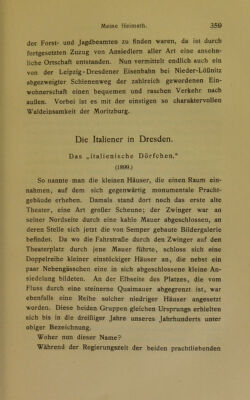 Meine Heimath. 359
der Forst- und Jagdbeamten zu finden waren, da ist durch
fortgesetzten Zuzug von Ansiedlern aller Art eine ansehn-
liche Ortschaft entstanden. Nun vermittelt endlich auch ein
von der Leipzig-Dresdener Eisenbahn bei Nieder-Lößnitz
abgezweigter Schienenweg der zahlreich gewordenen Ein-
wohnerschaft einen bequemen und raschen Verkehr nach
außen. Vorbei ist es mit der einstigen so charaktervollen
Waldeinsamkeit der Moritzburg.
Die Italiener in Dresden.
Das „italienische Dörfchen.“
(1899.)
So nannte man die kleinen Häuser, die einen Raum ein-
nahmen, auf dem sich gegenwärtig monumentale Pracht-
gebäude erheben. Damals stand dort noch das erste alte
Theater, eine Art großer Scheune; der Zwinger war an
seiner Nordseite durch eine kahle Mauer abgeschlossen, an
deren Stelle sich jetzt die von Semper gebaute Bildergalerie
befindet. Da wo die Fahrstraße durch den Zwinger auf den
Theaterplatz durch jene Mauer führte, schloss sich eine
Doppelreihe kleiner einstöckiger Häuser an, die nebst ein
paar Nebengässchen eine in sich abgeschlossene kleine An-
siedelung bildeten. An der Elbseite des Platzes, die vom
Fluss durch eine steinerne Quaimauer abgegrenzt ist, war
ebenfalls eine Reihe solcher niedriger Häuser angesetzt
worden. Diese beiden Gruppen gleichen Ursprungs erhielten
sich bis in die dreißiger Jahre unseres Jahrhunderts unter
obiger Bezeichnung.
Woher nun dieser Name?
Während der Regierungszeit der beiden prachtliebenden